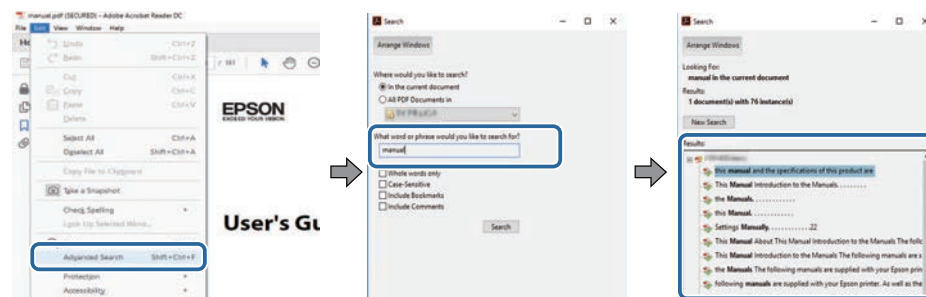 manual.pdf (SECURED) - Adobe Acrobat Reader DC
File Edit View Window Help
Undo Ctrl+Z
Redo Shift+Ctrl+Z
Cut Ctrl+X
Copy Ctrl+C
Paste Ctrl+V
Delete
Select All Ctrl+A
Deselect All Shift+Ctrl+A
Copy File to Clipboard
Take a Snapshot
Check Spelling
Look Up Selected Word...
Advanced Search Shift+Ctrl+F
Protection
Accessibility
EPSON
EXCEED YOUR VISION
User's Gu
Search
Arrange Windows
Where would you like to search?
In the current document
All PDF Documents in
What word or phrase would you like to search for?
manual
Whole words only
Case-Sensitive
Include Bookmarks
Include Comments
Search
Search
Arrange Windows
Looking For:
manual in the current document
Results:
1 document(s) with 76 instance(s)
New Search
Results:
this manual and the specifications of this product are
This Manual Introduction to the Manuals. . . . . . . . .
the Manuals. . . . . . . . . . . . .
this Manual. . . . . . . . . . . .
Settings Manually. . . . . . . . . . . . .22
This Manual About This Manual Introduction to the Manuals The follo
This Manual Introduction to the Manuals The following manuals are s
the Manuals The following manuals are supplied with your Epson prin
following manuals are supplied with your Epson printer. As well as the